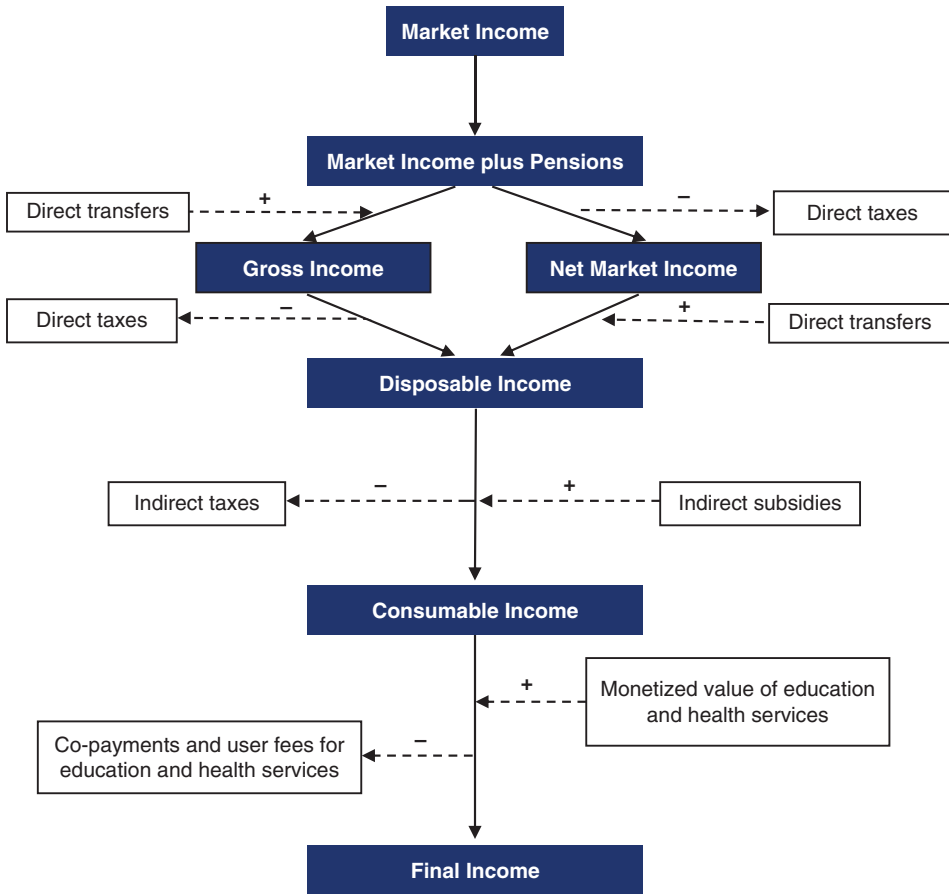 Market Income
Market Income plus Pensions
+
–
Direct transfers
Direct taxes
Gross Income
Net Market Income
–
+
Direct taxes
Direct transfers
Disposable Income
–
+
Indirect taxes
Indirect subsidies
Consumable Income
+
Monetized value of education
and health services
–
Co-payments and user fees for
education and health services
Final Income